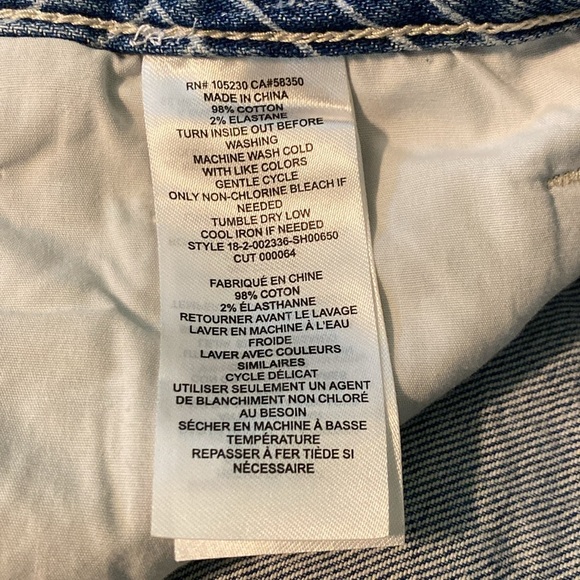 RN# 105230 CA#58350
MADE IN CHINA
98% COTTON
2% ELASTANE
TURN INSIDE OUT BEFORE
WASHING
MACHINE WASH COLD
WITH LIKE COLORS
GENTLE CYCLE
ONLY NON-CHLORINE BLEACH IF
NEEDED
TUMBLE DRY LOW
COOL IRON IF NEEDED
STYLE 18-2-002336-SH00650
CUT 000064
FABRIQUÉ EN CHINE
98% COTON
2% ÉLASTHANNE
RETOURNER AVANT LE LAVAGE
LAVER EN MACHINE À L'EAU
FROIDE
LAVER AVEC COULEURS
SIMILAIRES
CYCLE DÉLICAT
UTILISER SEULEMENT UN AGENT
DE BLANCHIMENT NON CHLORÉ
AU BESOIN
SÉCHER EN MACHINE À BASSE
TEMPÉRATURE
REPASSER À FER TIÈDE SI
NÉCESSAIRE